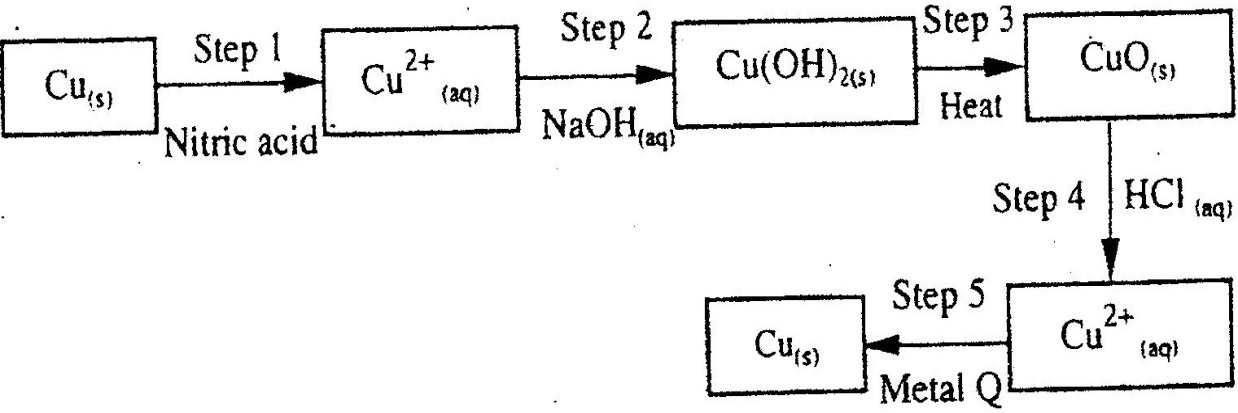 Cu(s)
Step 1
Nitric acid
Cu2+ (aq)
Step 2
NaOH(aq)
Cu(OH)2(s)
Step 3
Heat
CuO(s)
Step 4
HCl (aq)
Cu2+ (aq)
Step 5
Metal Q
Cu(s)